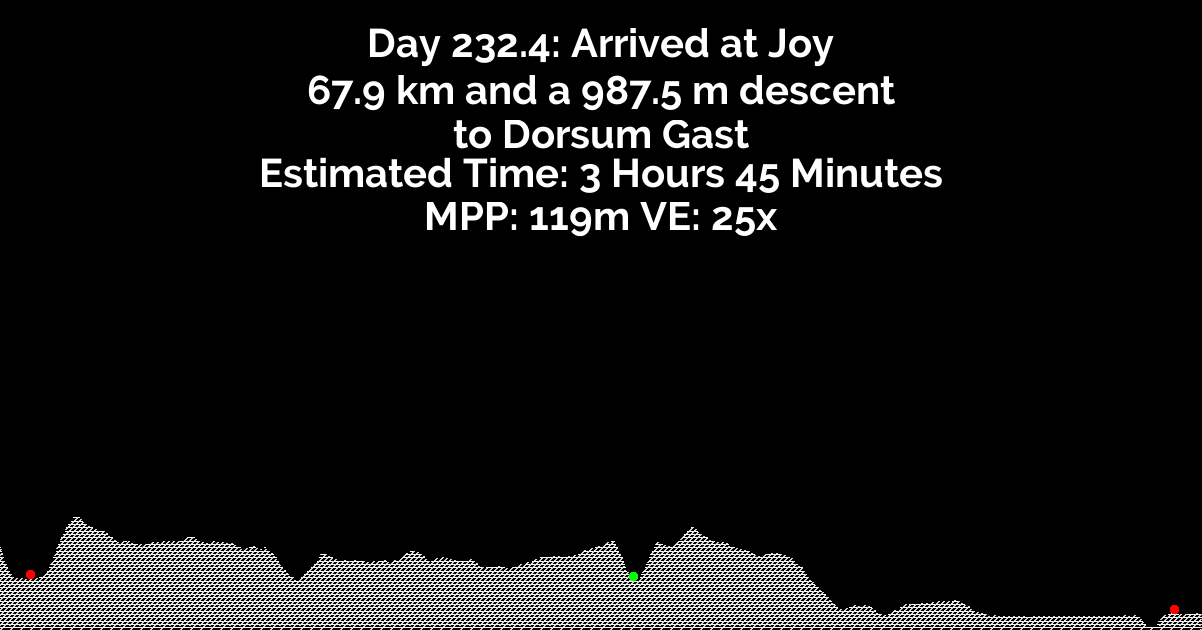 Day 232.4: Arrived at Joy
67.9 km and a 987.5 m descent
to Dorsum Gast
Estimated Time: 3 Hours 45 Minutes
MPP: 119m VE: 25x